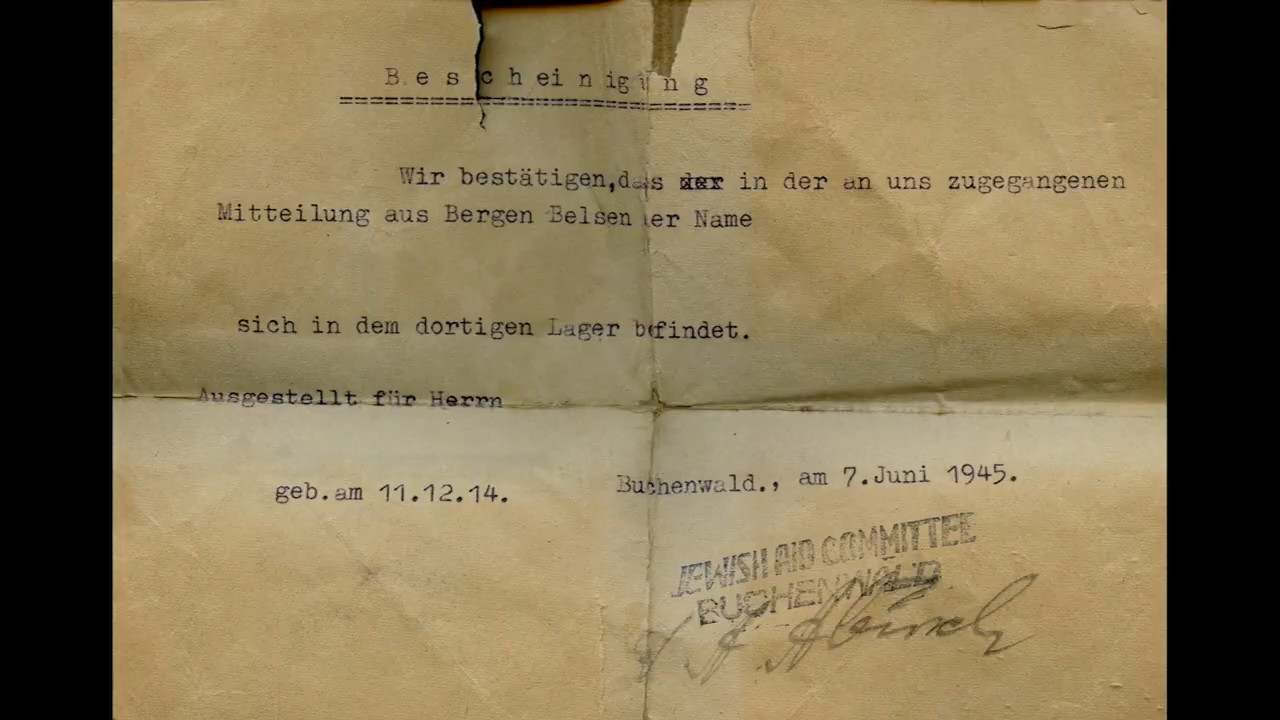 Bescheinigung
Wir bestätigen,dass der in der an uns zugegangenen
Mitteilung aus Bergen Belsen der Name
sich in dem dortigen Lager befindet.
Ausgestellt für Herrn
geb.am 11.12.14.
Buchenwald., am 7.Juni 1945.
JEWISH AID COMMITTEE
BUCHENWALD